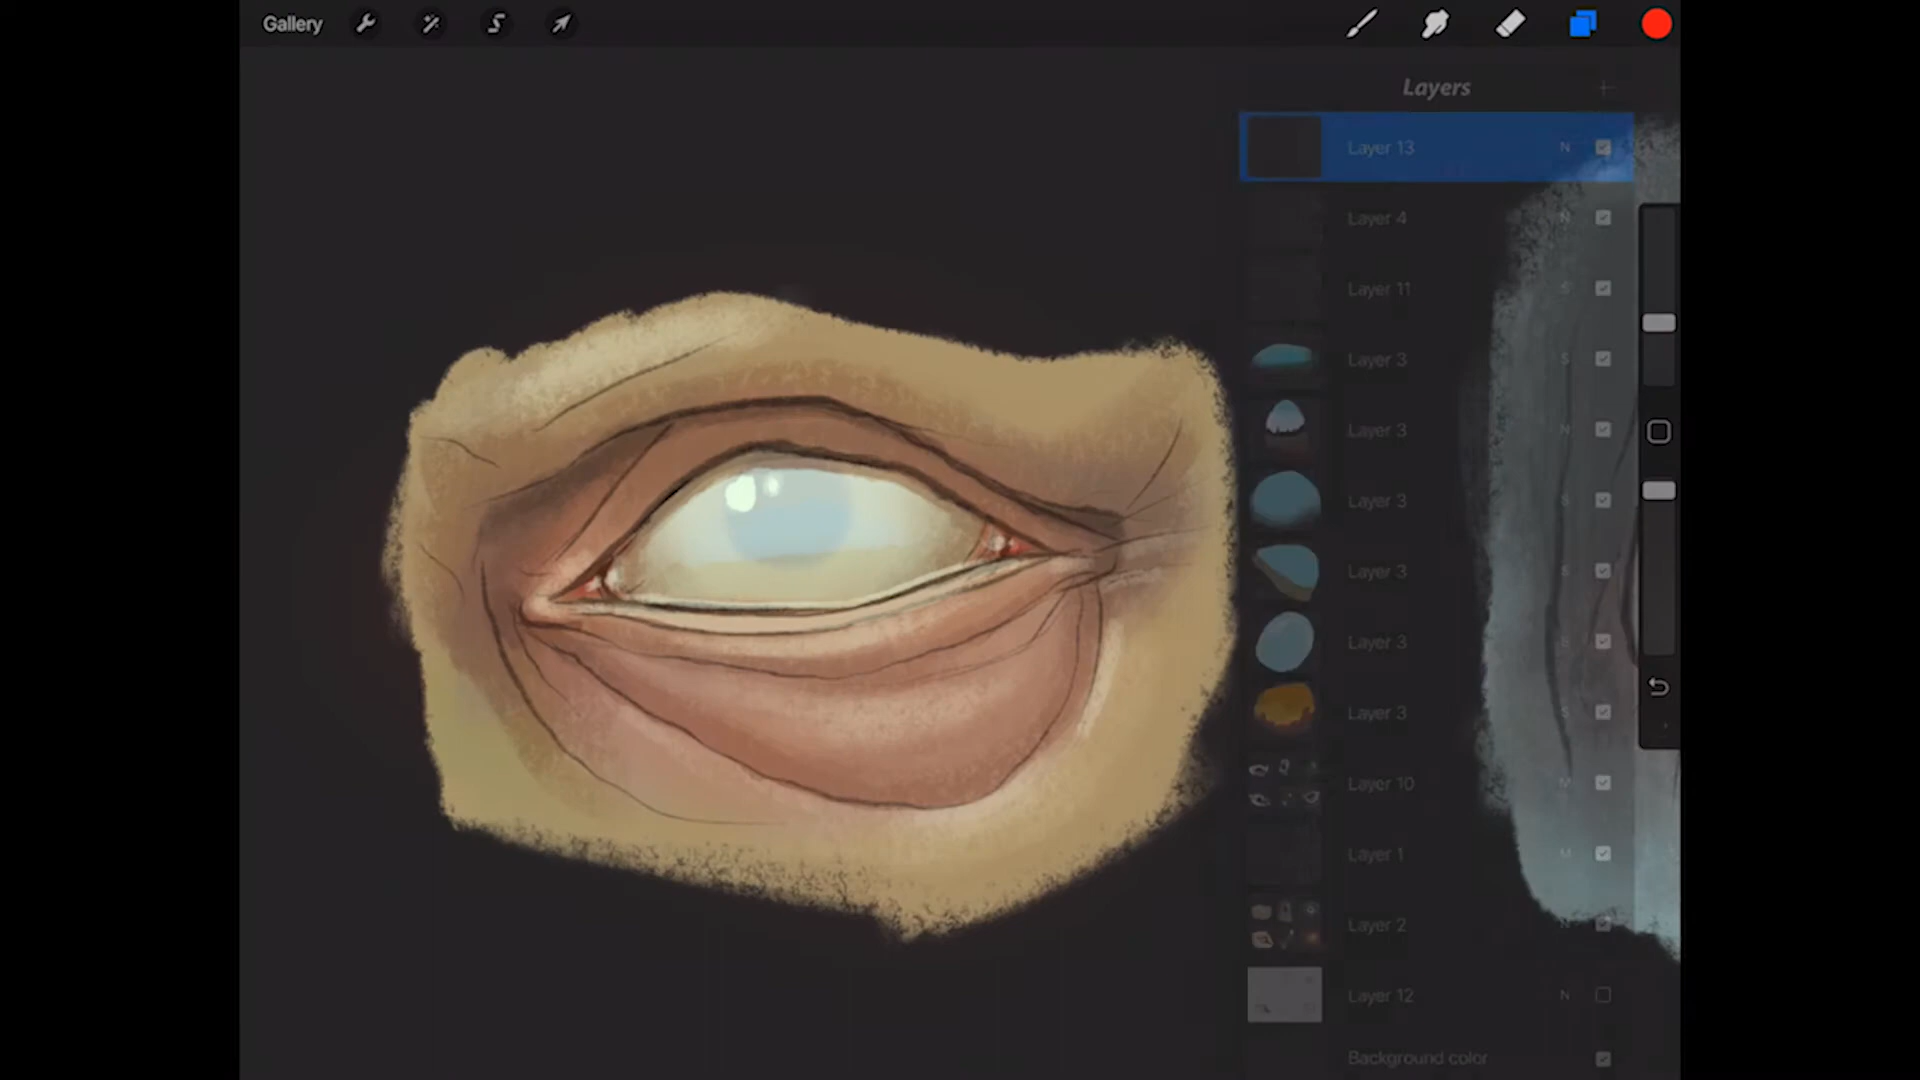 Gallery
Layers
Layer 13 N
Layer 4 N
Layer 11 S
Layer 3 S
Layer 3 N
Layer 3 S
Layer 3 S
Layer 3 S
Layer 3 S
Layer 10 M
Layer 1 M
Layer 2 N
Layer 12 N
Background color